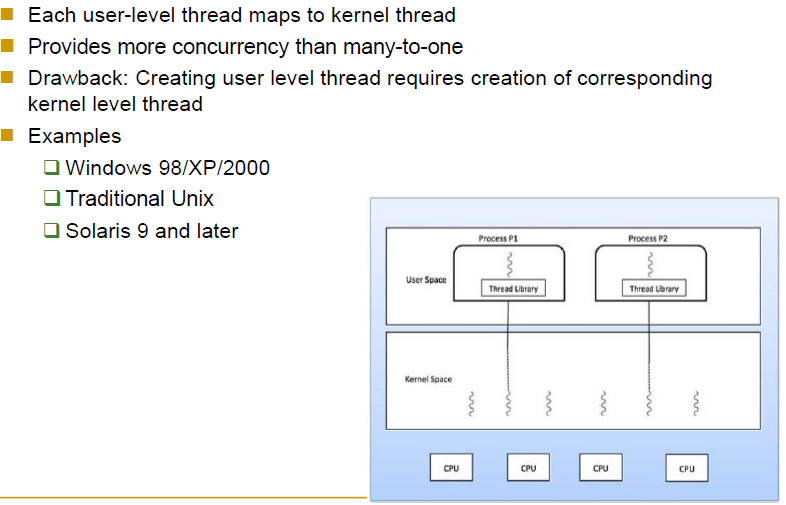 Each user-level thread maps to kernel thread
Provides more concurrency than many-to-one
Drawback: Creating user level thread requires creation of corresponding
kernel level thread
Examples
Windows 98/XP/2000
Traditional Unix
Solaris 9 and later
Process P1
Process P2
User Space
Thread Library
Thread Library
Kernel Space
CPU
CPU
CPU
CPU